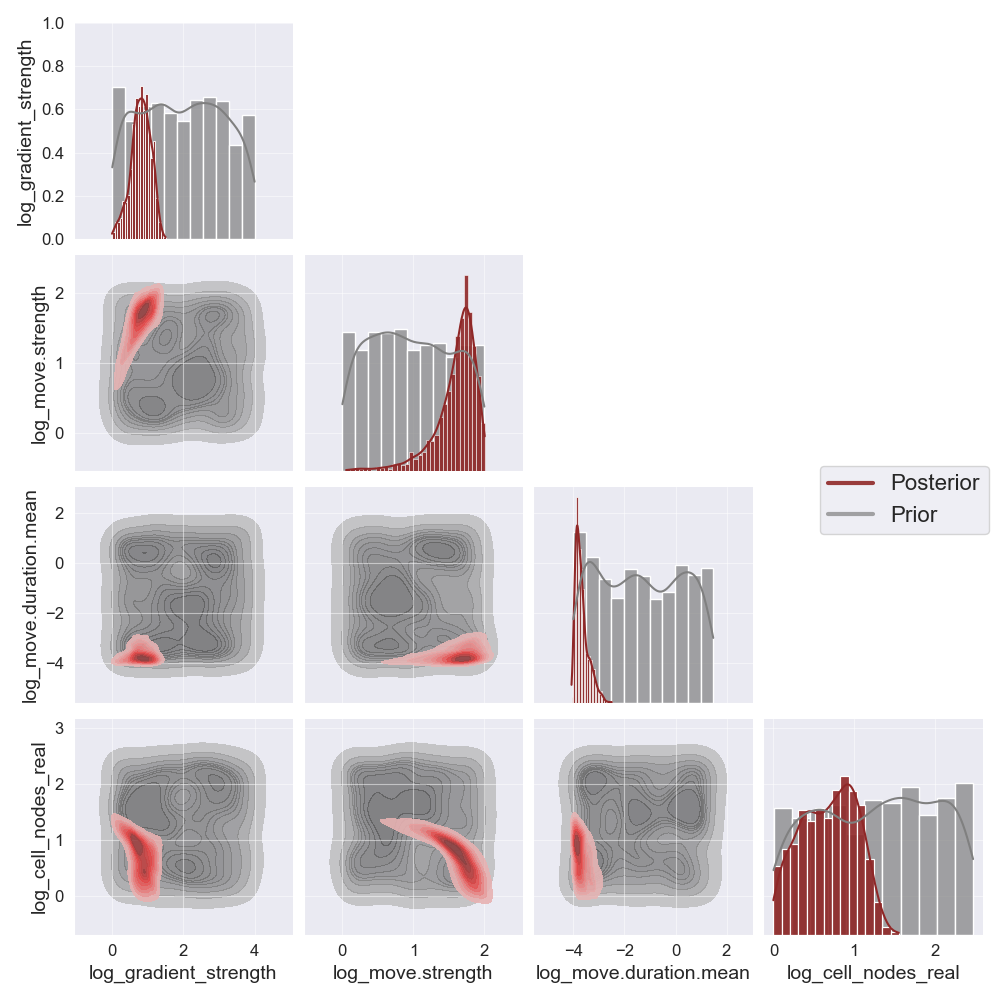 1.0
0.8
0.6
0.4
0.2
0.0
log_gradient_strength
2
1
0
log_move.strength
2
0
−2
−4
log_move.duration.mean
Posterior
Prior
3
2
1
0
log_cell_nodes_real
0 2 4
0 1 2
−4 −2 0 2
0 1 2
log_gradient_strength
log_move.strength
log_move.duration.mean
log_cell_nodes_real